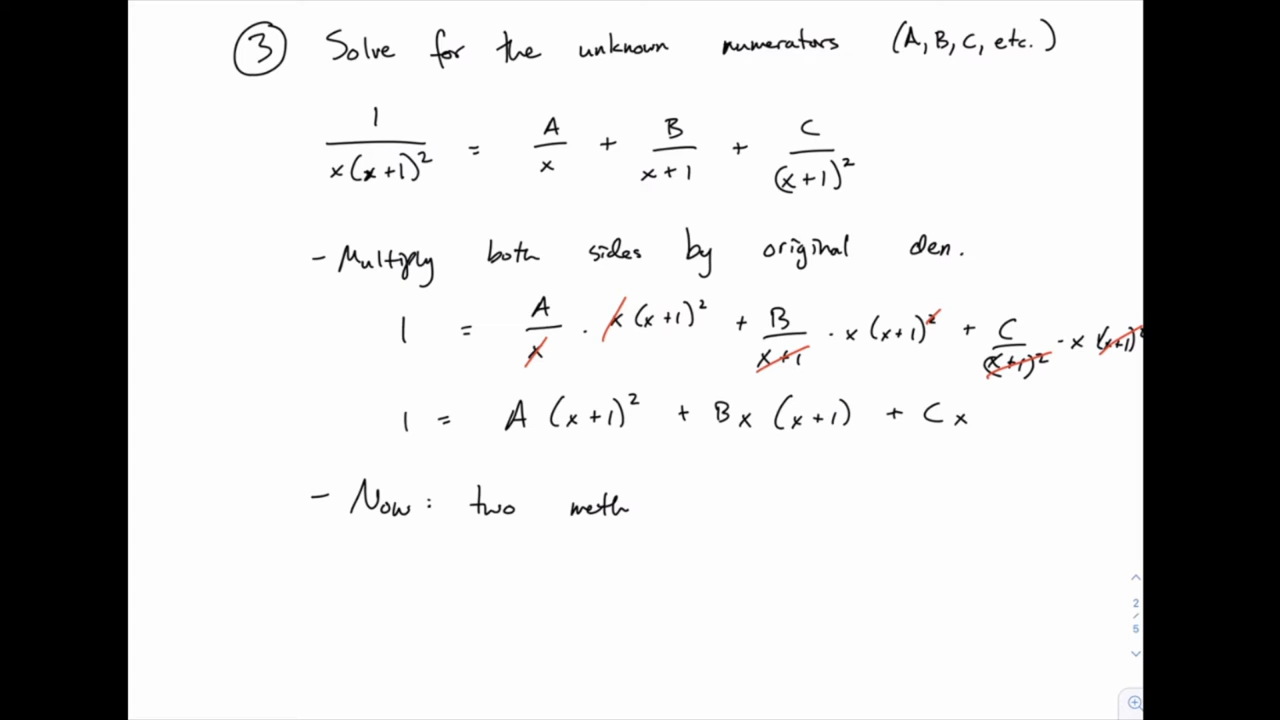 ③ Solve for the unknown numerators (A, B, C, etc.)
1/(x(x+1)²) = A/x + B/(x+1) + C/(x+1)²
- Multiply both sides by original den.
1 = A/x · x(x+1)² + B/(x+1) · x(x+1)² + C/(x+1)² · x(x+1)²
1 = A(x+1)² + Bx(x+1) + Cx
- Now: two meth
2/5